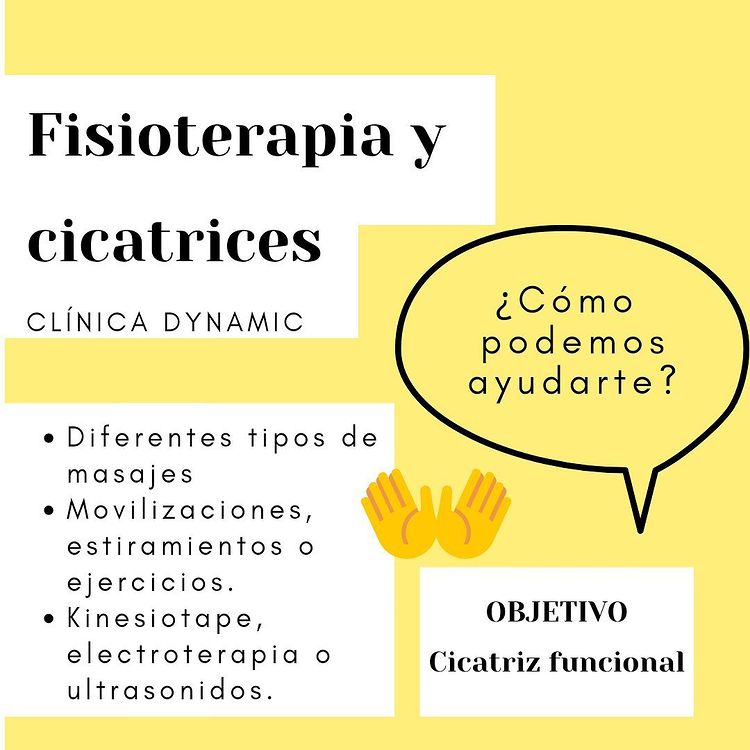 Fisioterapia y
cicatrices
CLÍNICA DYNAMIC
¿Cómo
podemos
ayudarte?
• Diferentes tipos de
masajes
• Movilizaciones,
estiramientos o
ejercicios.
• Kinesiotape,
electroterapia o
ultrasonidos.
OBJETIVO
Cicatriz funcional